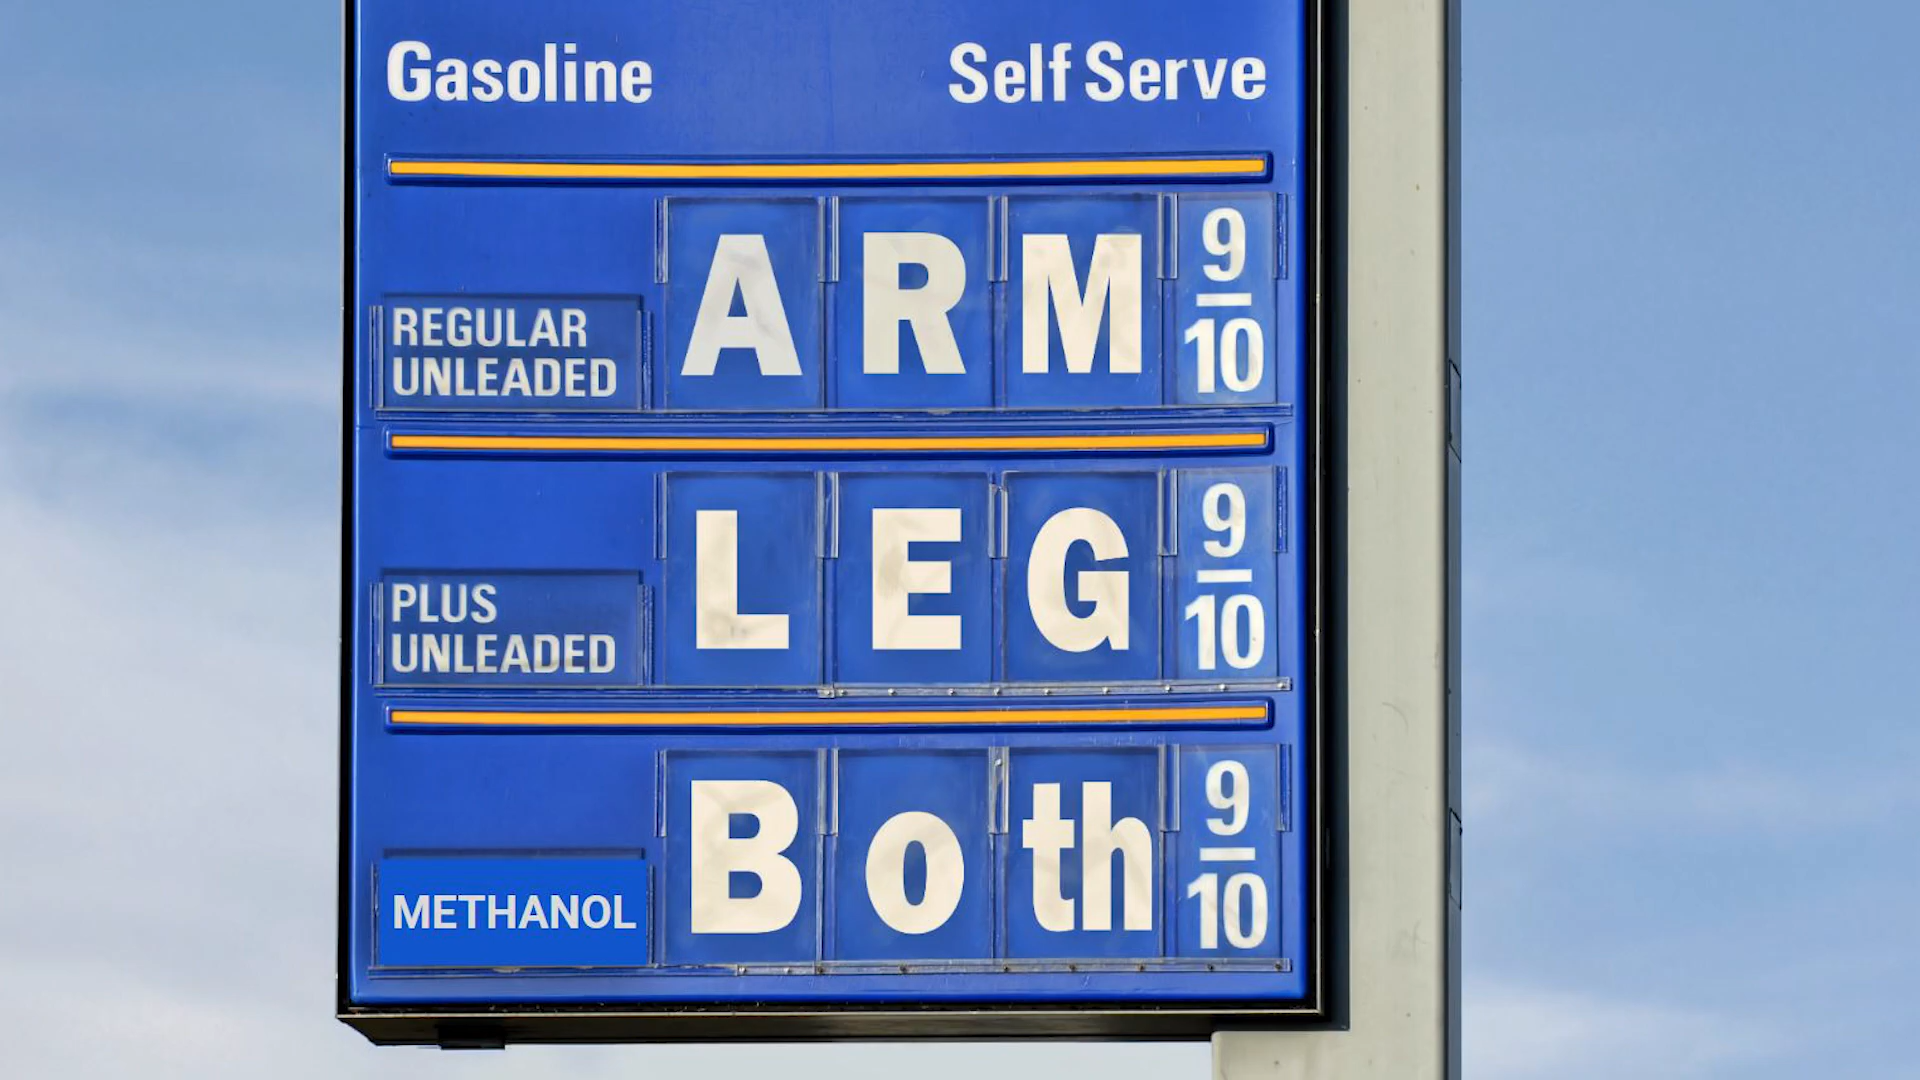 Gasoline Self Serve
REGULAR UNLEADED ARM 9/10
PLUS UNLEADED LEG 9/10
METHANOL Both 9/10